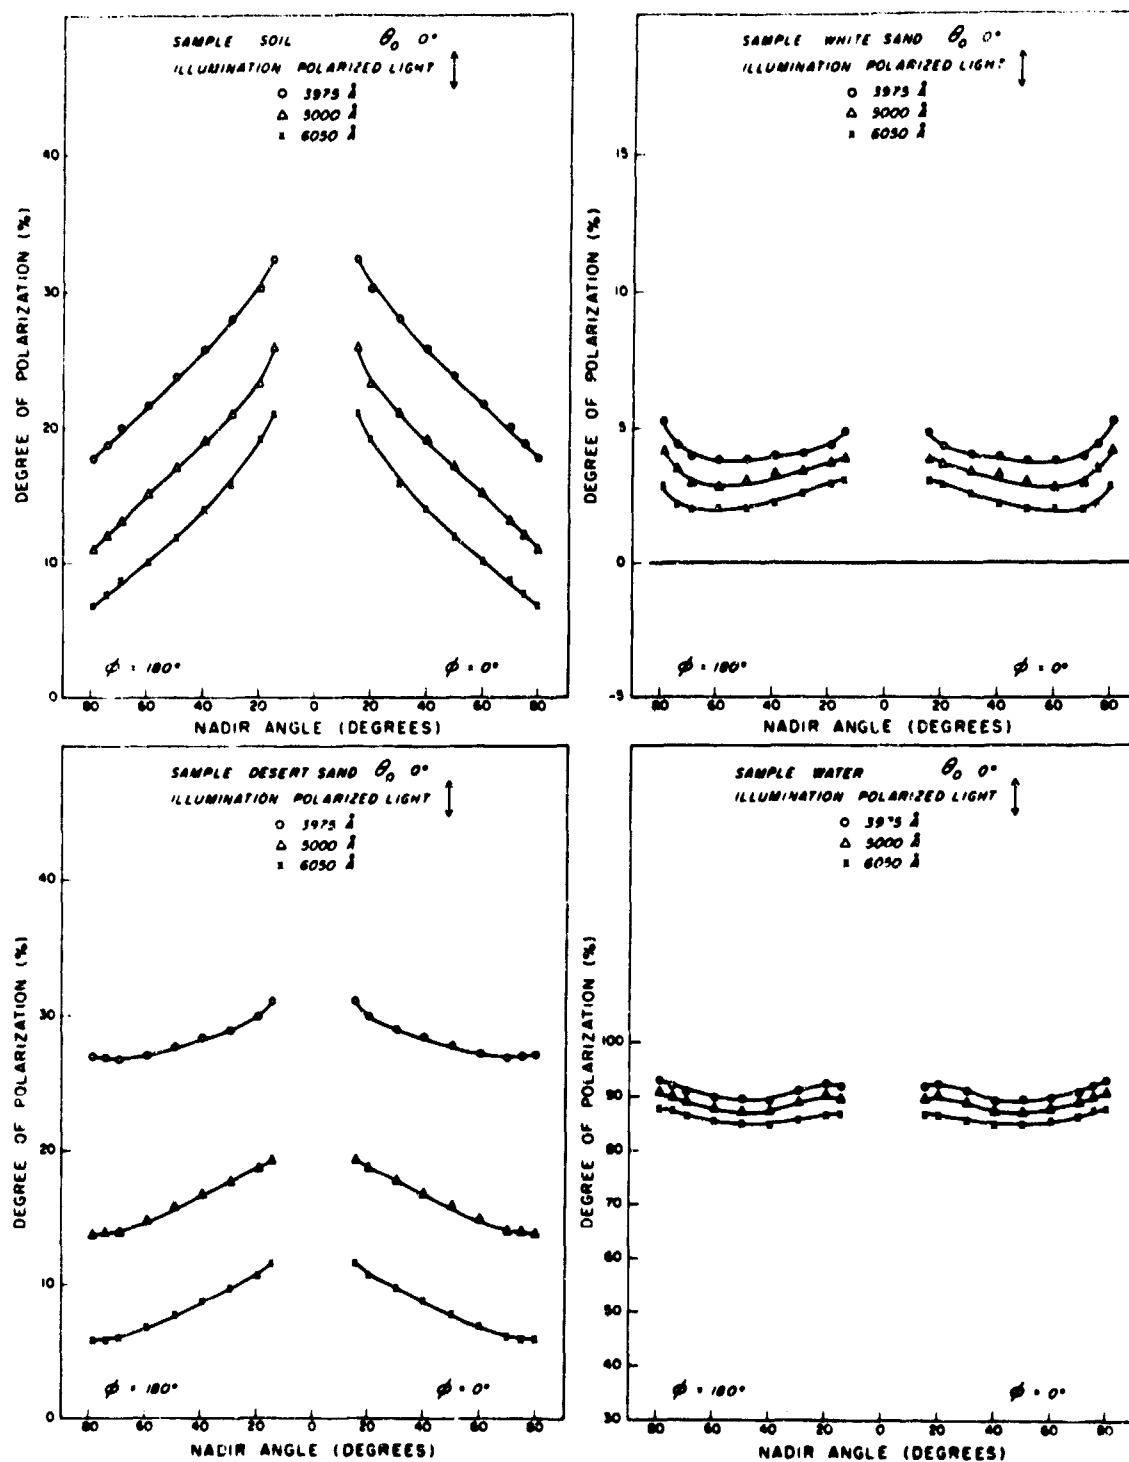 SAMPLE SOIL θ₀ 0°
ILLUMINATION POLARIZED LIGHT
3975 Å
5000 Å
6050 Å
DEGREE OF POLARIZATION (%)
40
30
20
10
0
ϕ = 180°
ϕ = 0°
80 60 40 20 0 20 40 60 80
NADIR ANGLE (DEGREES)
SAMPLE WHITE SAND θ₀ 0°
ILLUMINATION POLARIZED LIGHT
3975 Å
5000 Å
6050 Å
DEGREE OF POLARIZATION (%)
15
10
5
0
-5
ϕ = 180°
ϕ = 0°
80 60 40 20 0 20 40 60 80
NADIR ANGLE (DEGREES)
SAMPLE DESERT SAND θ₀ 0°
ILLUMINATION POLARIZED LIGHT
3975 Å
5000 Å
6050 Å
DEGREE OF POLARIZATION (%)
40
30
20
10
0
ϕ = 180°
ϕ = 0°
80 60 40 20 0 20 40 60 80
NADIR ANGLE (DEGREES)
SAMPLE WATER θ₀ 0°
ILLUMINATION POLARIZED LIGHT
3975 Å
5000 Å
6050 Å
DEGREE OF POLARIZATION (%)
100
90
80
70
60
50
40
30
ϕ = 180°
ϕ = 0°
80 60 40 20 0 20 40 60 80
NADIR ANGLE (DEGREES)